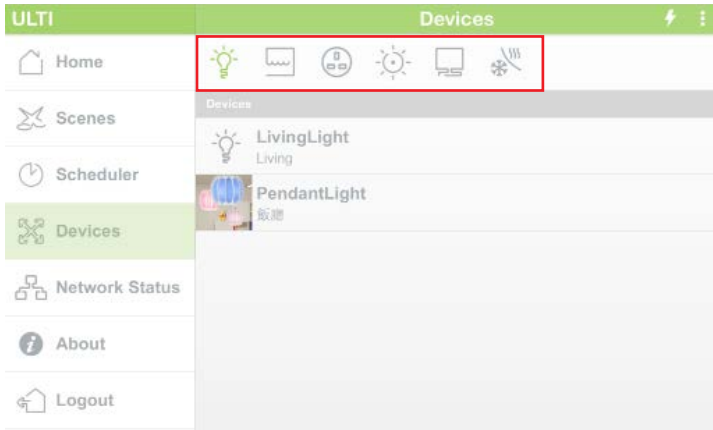 ULTI
Devices
Home
Scenes
Scheduler
Devices
Network Status
About
Logout
Devices
LivingLight
Living
PendantLight
飯廳